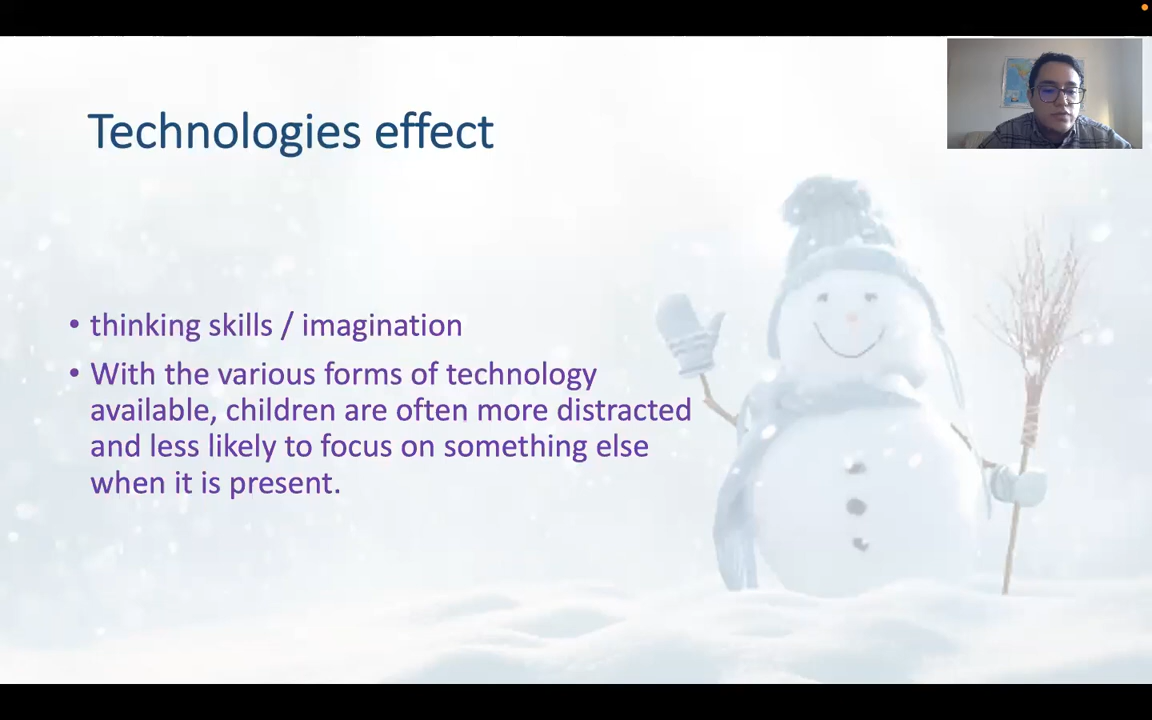 Technologies effect
• thinking skills / imagination
• With the various forms of technology
available, children are often more distracted
and less likely to focus on something else
when it is present.